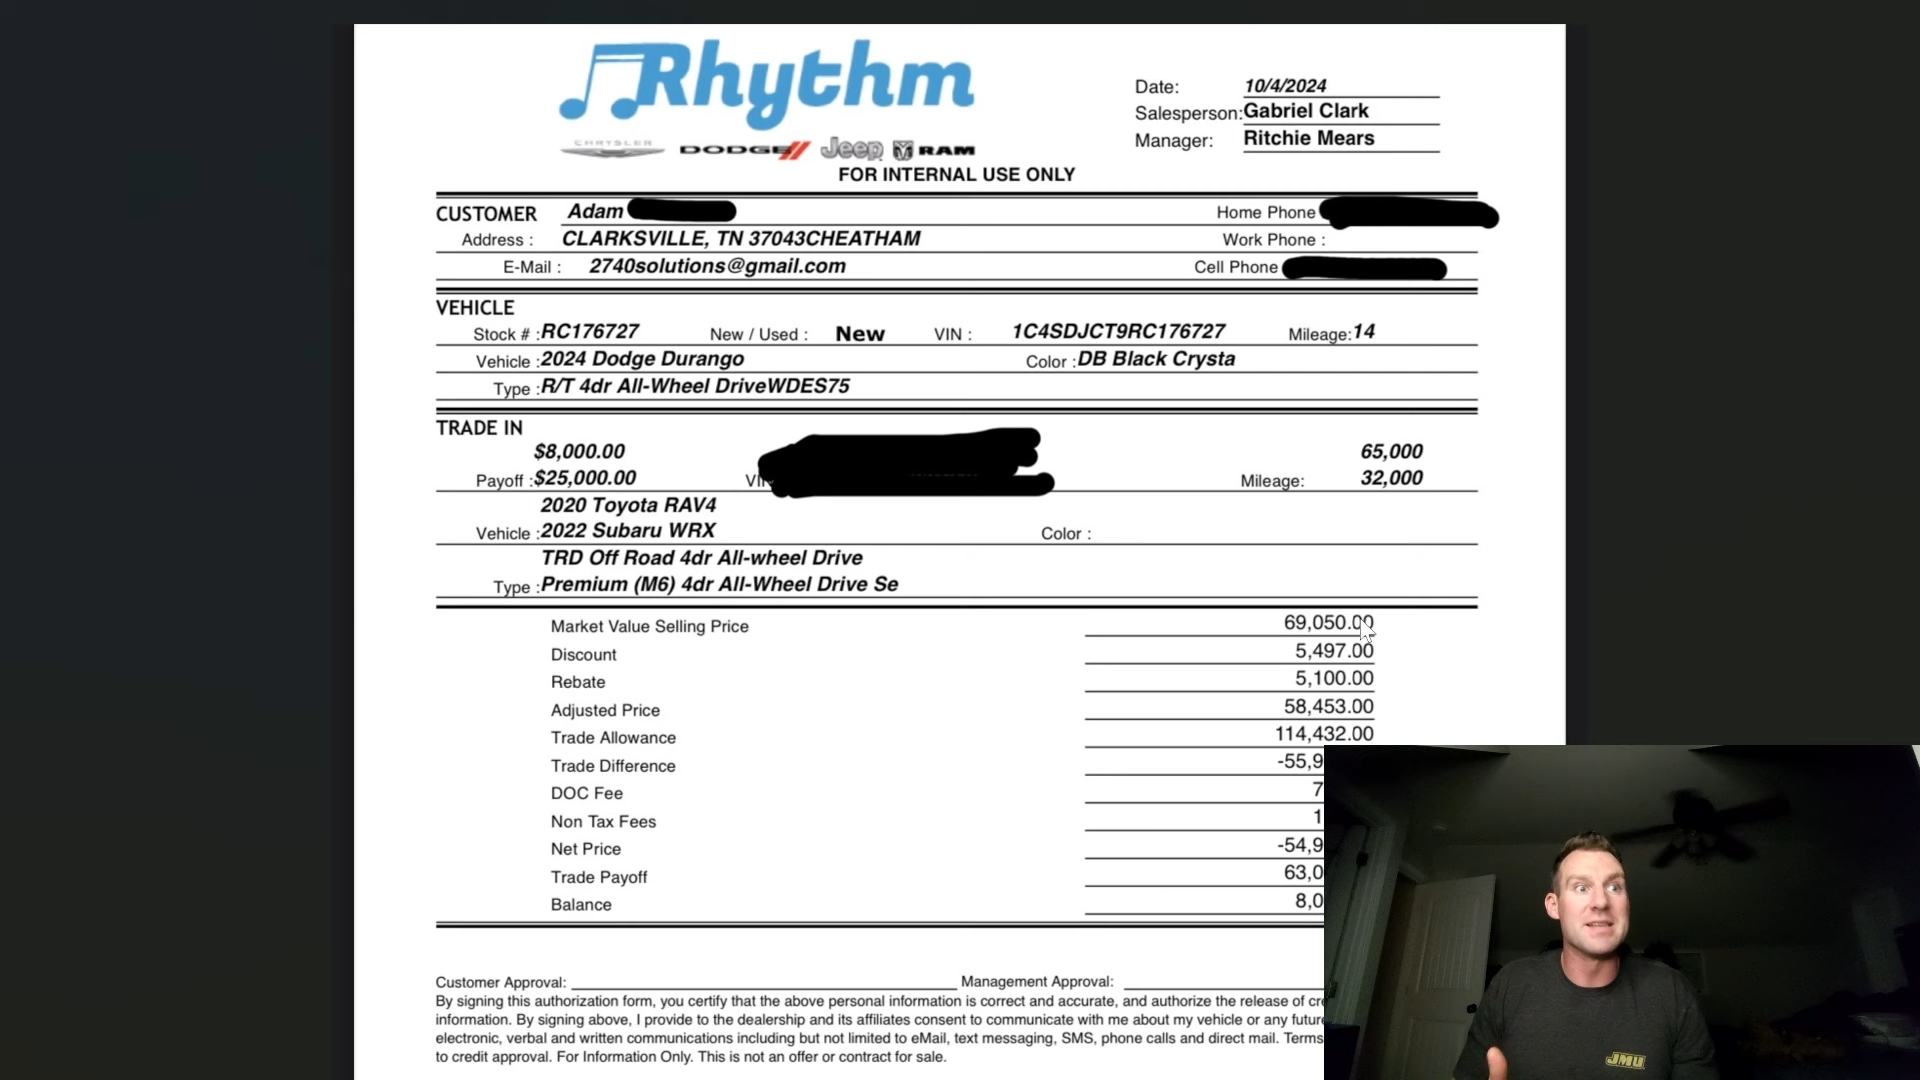 Rhythm
CHRYSLER DODGE Jeep RAM
Date: 10/4/2024
Salesperson: Gabriel Clark
Manager: Ritchie Mears
FOR INTERNAL USE ONLY
CUSTOMER Adam Home Phone
Address : CLARKSVILLE, TN 37043CHEATHAM Work Phone :
E-Mail : 2740solutions@gmail.com Cell Phone
VEHICLE
Stock # : RC176727 New / Used : New VIN : 1C4SDJCT9RC176727 Mileage: 14
Vehicle : 2024 Dodge Durango Color : DB Black Crysta
Type : R/T 4dr All-Wheel DriveWDES75
TRADE IN
$8,000.00 65,000
Payoff : $25,000.00 Mileage: 32,000
2020 Toyota RAV4
Vehicle : 2022 Subaru WRX Color :
TRD Off Road 4dr All-wheel Drive
Type : Premium (M6) 4dr All-Wheel Drive Se
Market Value Selling Price 69,050.00
Discount 5,497.00
Rebate 5,100.00
Adjusted Price 58,453.00
Trade Allowance 114,432.00
Trade Difference -55,9
DOC Fee 7
Non Tax Fees 1
Net Price -54,9
Trade Payoff 63,0
Balance 8,0
Customer Approval: Management Approval:
By signing this authorization form, you certify that the above personal information is correct and accurate, and authorize the release of
information. By signing above, I provide to the dealership and its affiliates consent to communicate with me about my vehicle or any
electronic, verbal and written communications including but not limited to eMail, text messaging, SMS, phone calls and direct mail. Terms
to credit approval. For Information Only. This is not an offer or contract for sale.
JMU